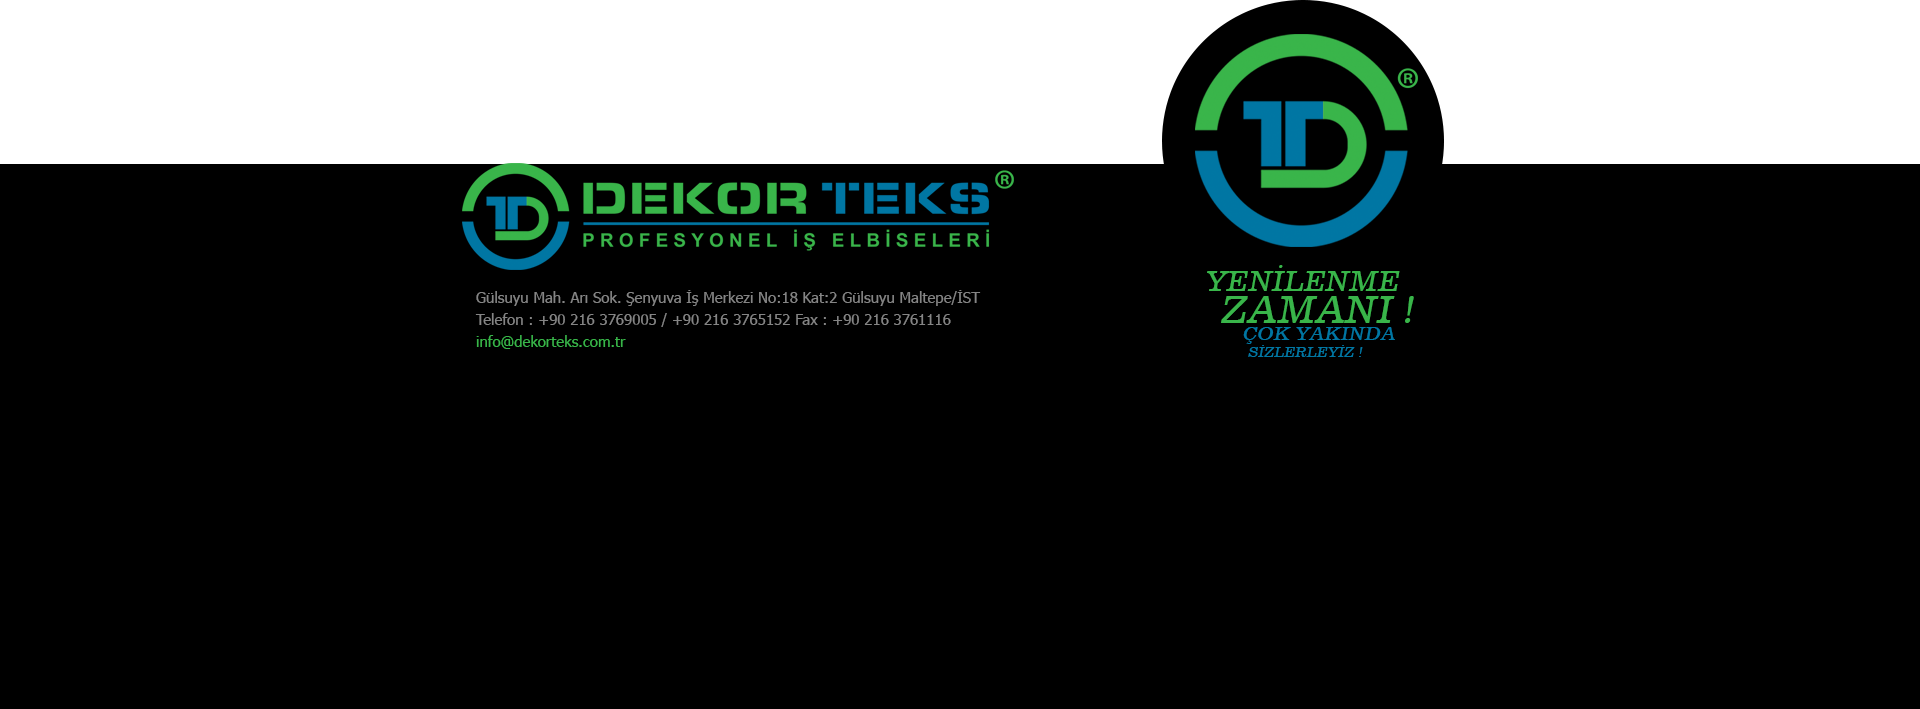 DEKOR TEKS ®
PROFESYONEL İŞ ELBİSELERİ
Gülsuyu Mah. Arı Sok. Şenyuva İş Merkezi No:18 Kat:2 Gülsuyu Maltepe/İST
Telefon : +90 216 3769005 / +90 216 3765152 Fax : +90 216 3761116
info@dekorteks.com.tr
TD ®
YENİLENME
ZAMANI !
ÇOK YAKINDA
SİZLERLEYİZ !